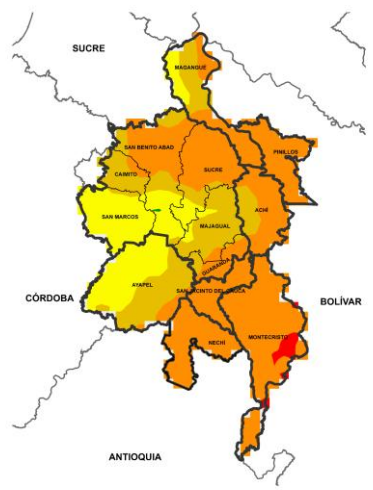 SUCRE
MAGANGUÉ
SAN BENITO ABAD
PINILLOS
SUCRE
CAIMITO
ACHÍ
SAN MARCOS
MAJAGUAL
GUARANDA
AYAPEL
SAN JACINTO DEL CAUCA
CÓRDOBA
BOLÍVAR
MONTECRISTO
NECHÍ
ANTIOQUIA